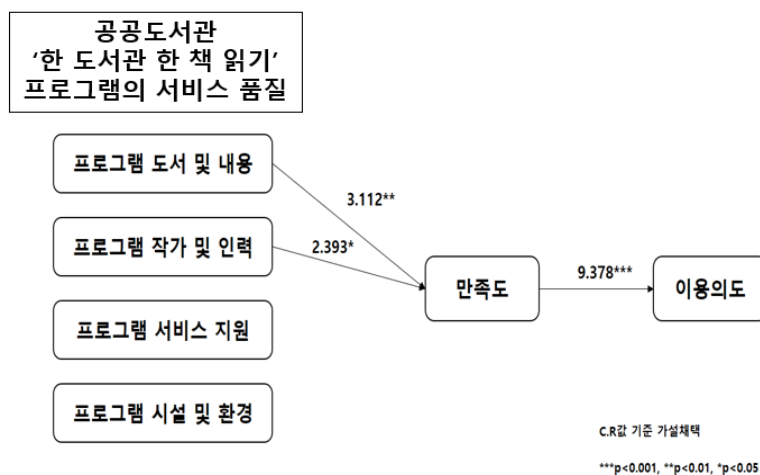 공공도서관
‘한 도서관 한 책 읽기’
프로그램의 서비스 품질
프로그램 도서 및 내용
3.112**
프로그램 작가 및 인력
2.393*
만족도
9.378***
이용의도
프로그램 서비스 지원
프로그램 시설 및 환경
C.R값 기준 가설채택
***p<0.001, **p<0.01, *p<0.05